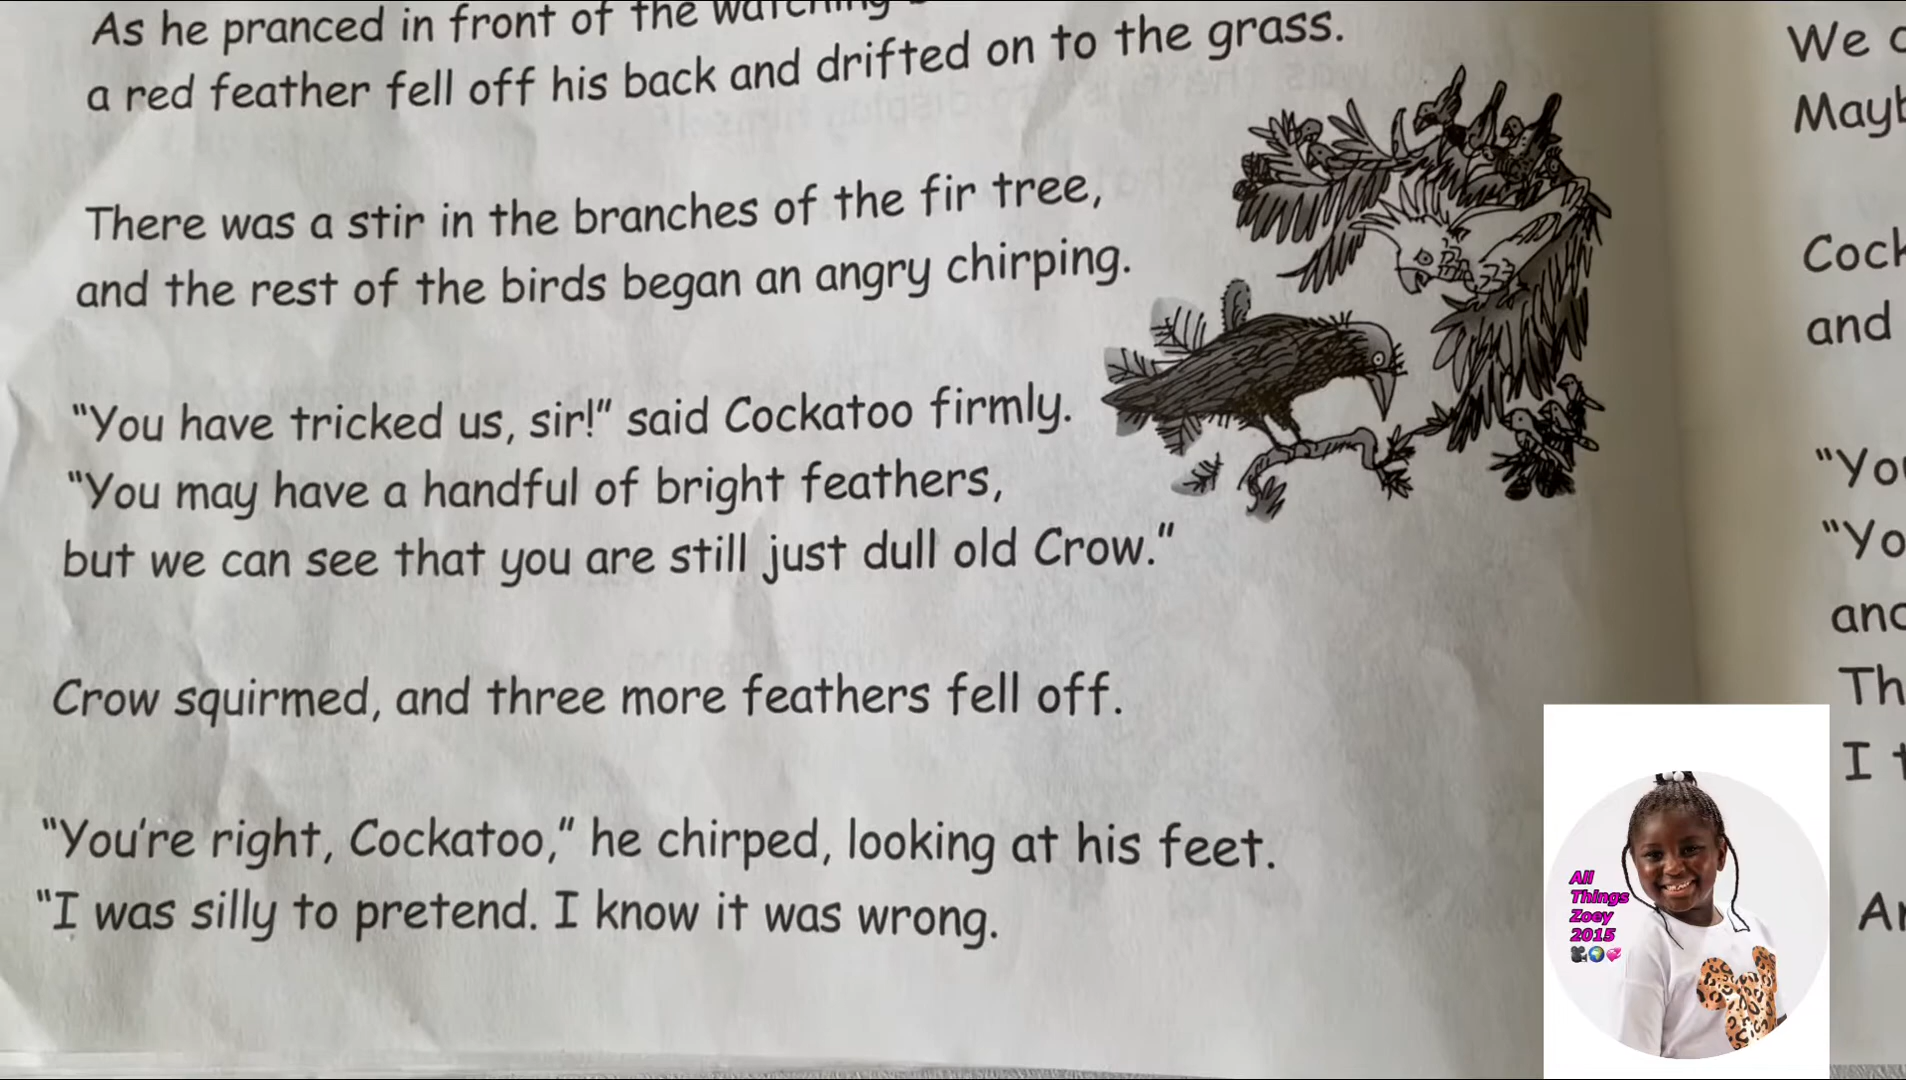 As he pranced in front of the watching
a red feather fell off his back and drifted on to the grass.
There was a stir in the branches of the fir tree,
and the rest of the birds began an angry chirping.
"You have tricked us, sir!" said Cockatoo firmly.
"You may have a handful of bright feathers,
but we can see that you are still just dull old Crow."
Crow squirmed, and three more feathers fell off.
"You're right, Cockatoo," he chirped, looking at his feet.
"I was silly to pretend. I know it was wrong.
We
and
I
All
Things
Zoey
2015